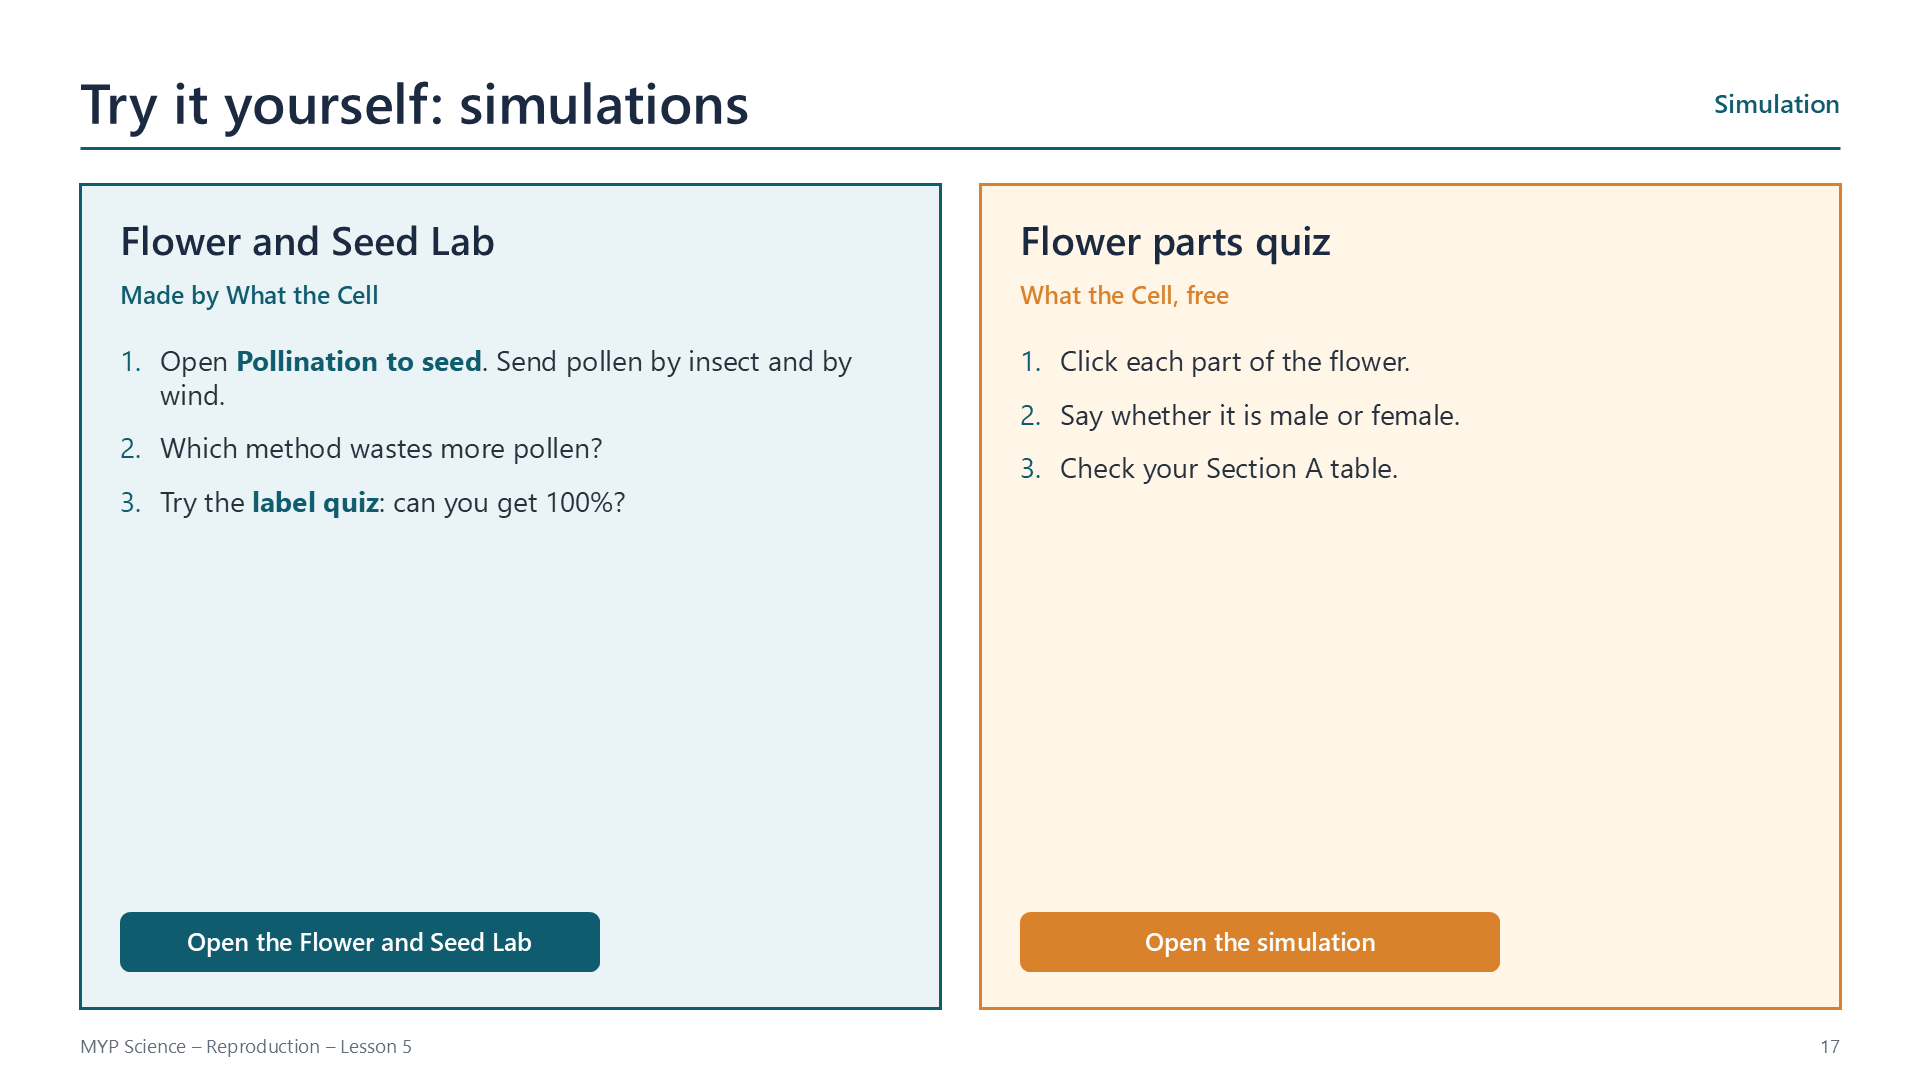 Try it yourself: simulations
Simulation
Flower and Seed Lab
Made by What the Cell
1. Open Pollination to seed. Send pollen by insect and by
wind.
2. Which method wastes more pollen?
3. Try the label quiz: can you get 100%?
Open the Flower and Seed Lab
Flower parts quiz
What the Cell, free
1. Click each part of the flower.
2. Say whether it is male or female.
3. Check your Section A table.
Open the simulation
MYP Science – Reproduction – Lesson 5
17